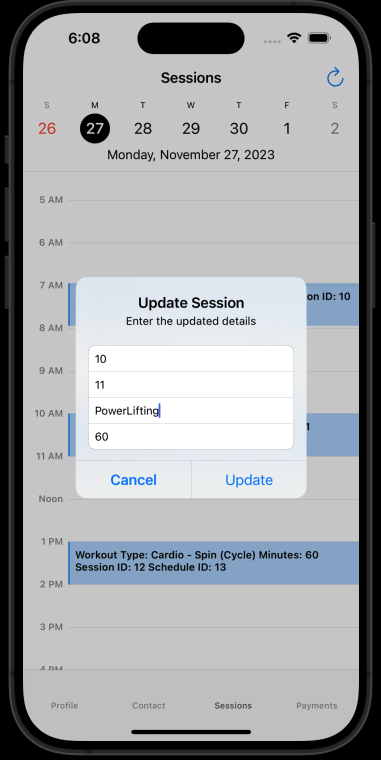 6:08
Sessions
S M T W T F S
26 27 28 29 30 1 2
Monday, November 27, 2023
5 AM
6 AM
7 AM
on ID: 10
Update Session
Enter the updated details
8 AM
10
11
9 AM
PowerLifting
10 AM
1
60
11 AM
Cancel Update
Noon
1 PM
Workout Type: Cardio - Spin (Cycle) Minutes: 60
Session ID: 12 Schedule ID: 13
2 PM
3 PM
4 PM
Profile Contact Sessions Payments